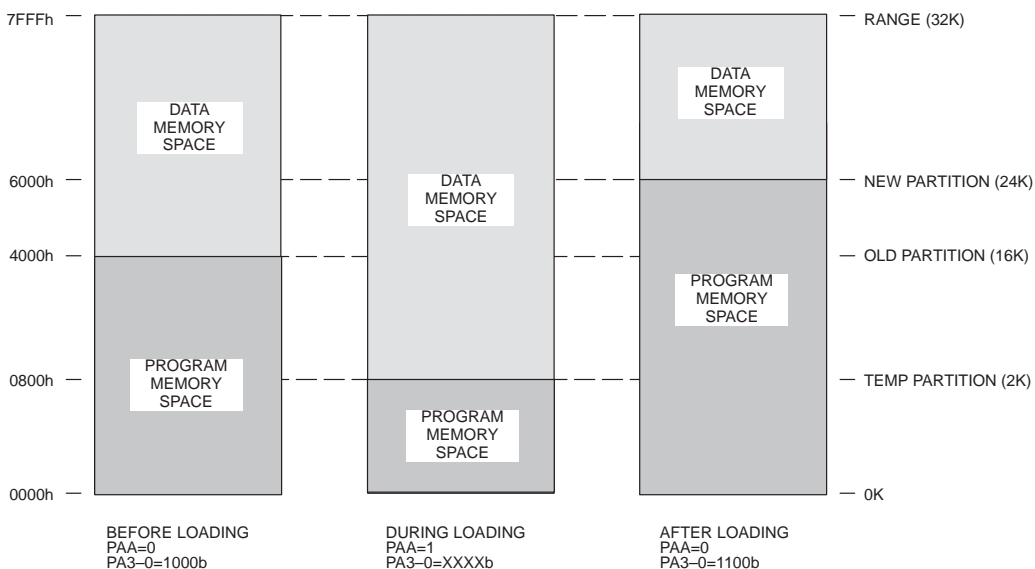 7FFFh
6000h
4000h
0800h
0000h
DATA
MEMORY
SPACE
PROGRAM
MEMORY
SPACE
DATA
MEMORY
SPACE
PROGRAM
MEMORY
SPACE
DATA
MEMORY
SPACE
PROGRAM
MEMORY
SPACE
RANGE (32K)
NEW PARTITION (24K)
OLD PARTITION (16K)
TEMP PARTITION (2K)
0K
BEFORE LOADING
PAA=0
PA3–0=1000b
DURING LOADING
PAA=1
PA3–0=XXXXb
AFTER LOADING
PAA=0
PA3–0=1100b